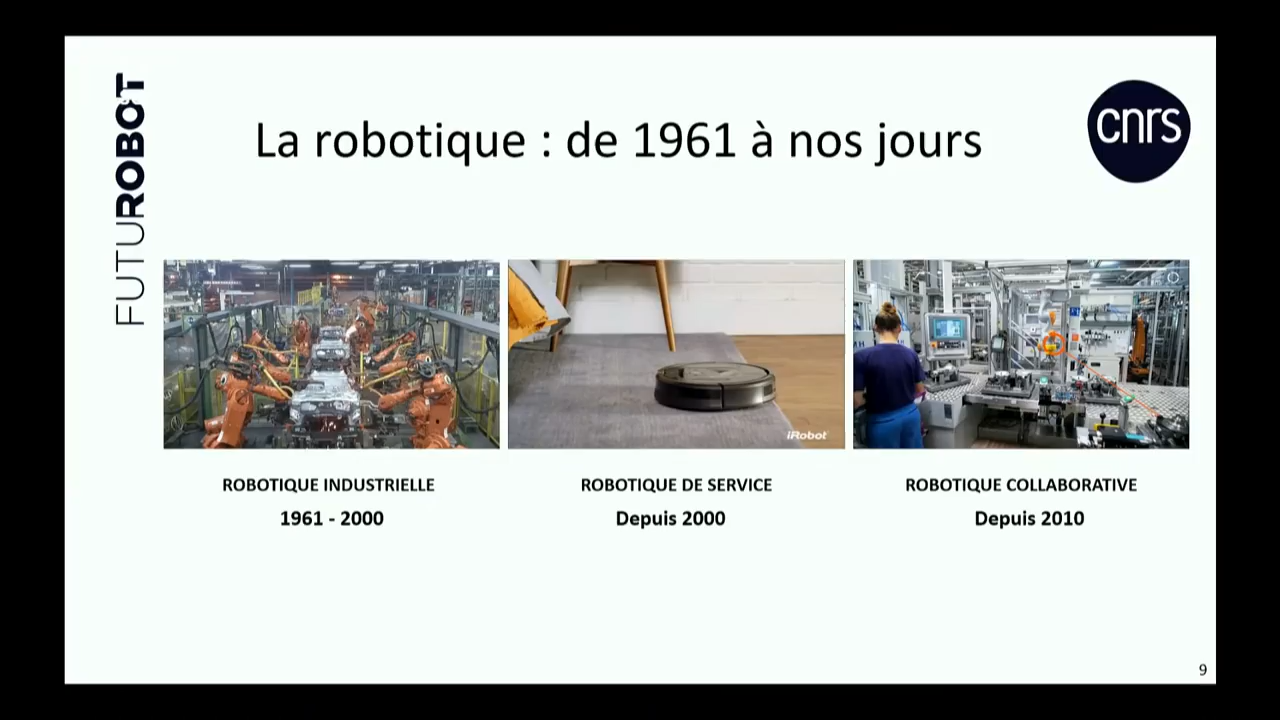 FUTUROBOT
La robotique : de 1961 à nos jours
cnrs
iRobot
ROBOTIQUE INDUSTRIELLE
1961 - 2000
ROBOTIQUE DE SERVICE
Depuis 2000
ROBOTIQUE COLLABORATIVE
Depuis 2010
9